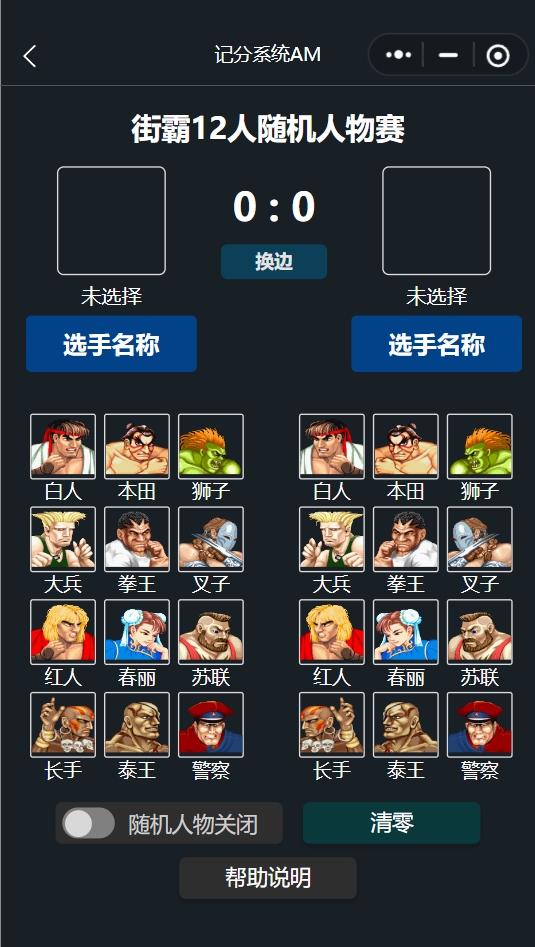 记分系统AM
街霸12人随机人物赛
0 : 0
换边
未选择 未选择
选手名称 选手名称
白人 本田 狮子 白人 本田 狮子
大兵 拳王 叉子 大兵 拳王 叉子
红人 春丽 苏联 红人 春丽 苏联
长手 泰王 警察 长手 泰王 警察
随机人物关闭 清零
帮助说明